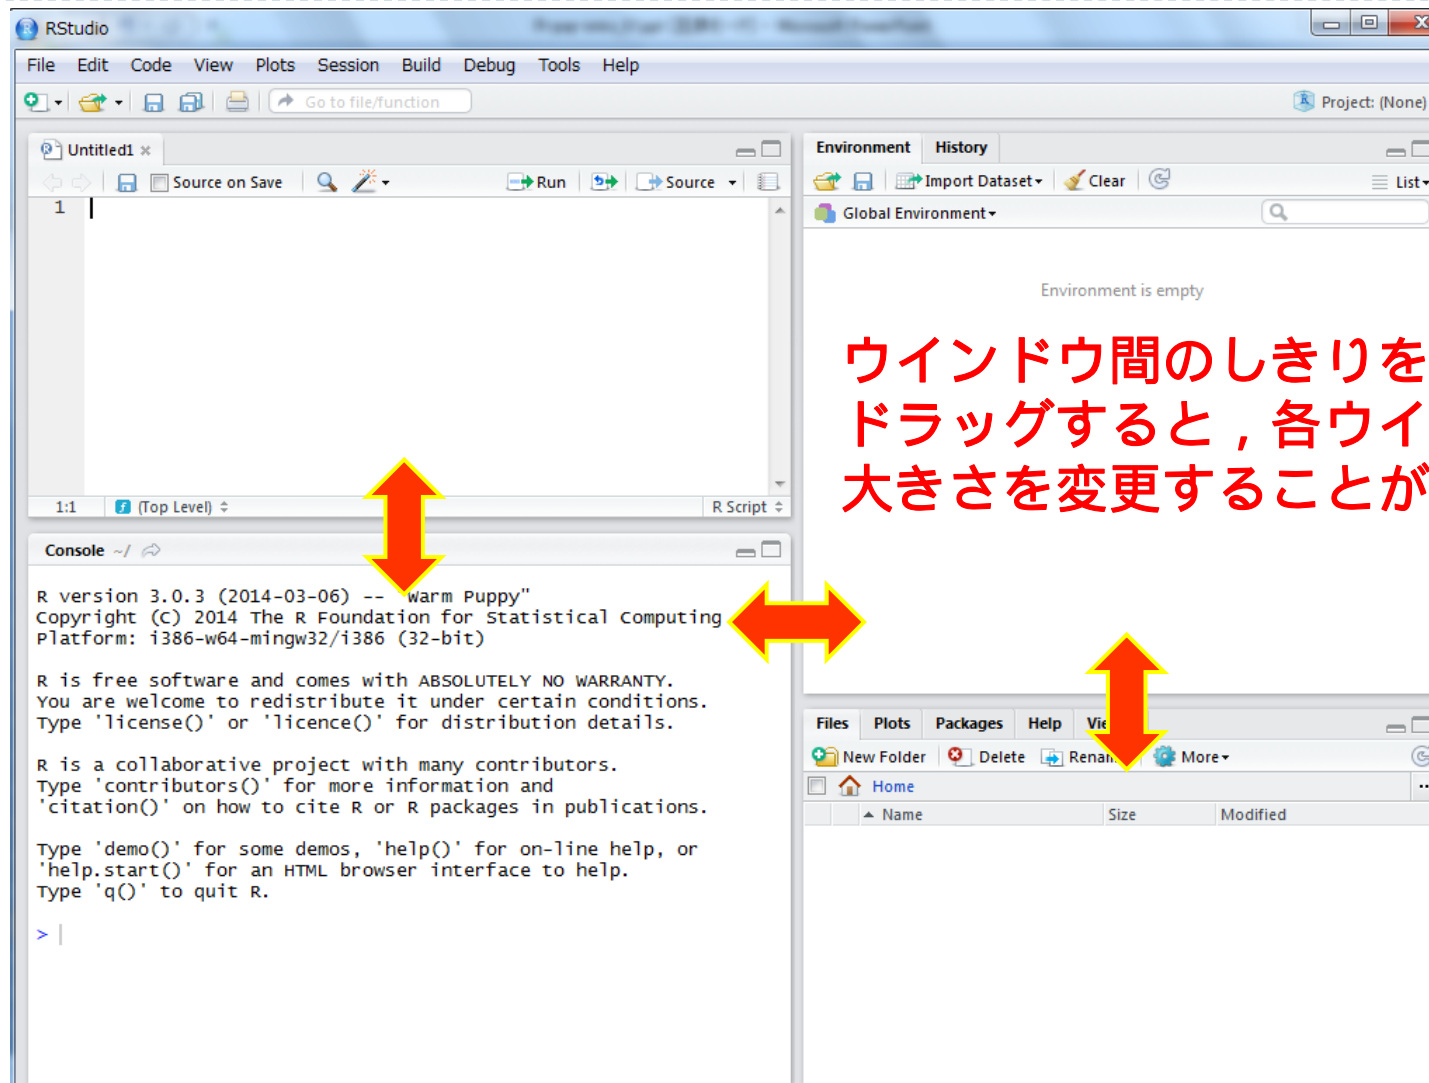 RStudio
File Edit Code View Plots Session Build Debug Tools Help
Go to file/function
Project: (None)
Untitled1
Source on Save Run Source
1
1:1 (Top Level) R Script
Console ~/
R version 3.0.3 (2014-03-06) -- "Warm Puppy"
Copyright (C) 2014 The R Foundation for Statistical Computing
Platform: i386-w64-mingw32/i386 (32-bit)
R is free software and comes with ABSOLUTELY NO WARRANTY.
You are welcome to redistribute it under certain conditions.
Type 'license()' or 'licence()' for distribution details.
R is a collaborative project with many contributors.
Type 'contributors()' for more information and
'citation()' on how to cite R or R packages in publications.
Type 'demo()' for some demos, 'help()' for on-line help, or
'help.start()' for an HTML browser interface to help.
Type 'q()' to quit R.
>
Environment History
Import Dataset Clear List
Global Environment
Environment is empty
ウインドウ間のしきりを
ドラッグすると，各ウイ
大きさを変更することが
Files Plots Packages Help
New Folder Delete More
Home
Name Size Modified